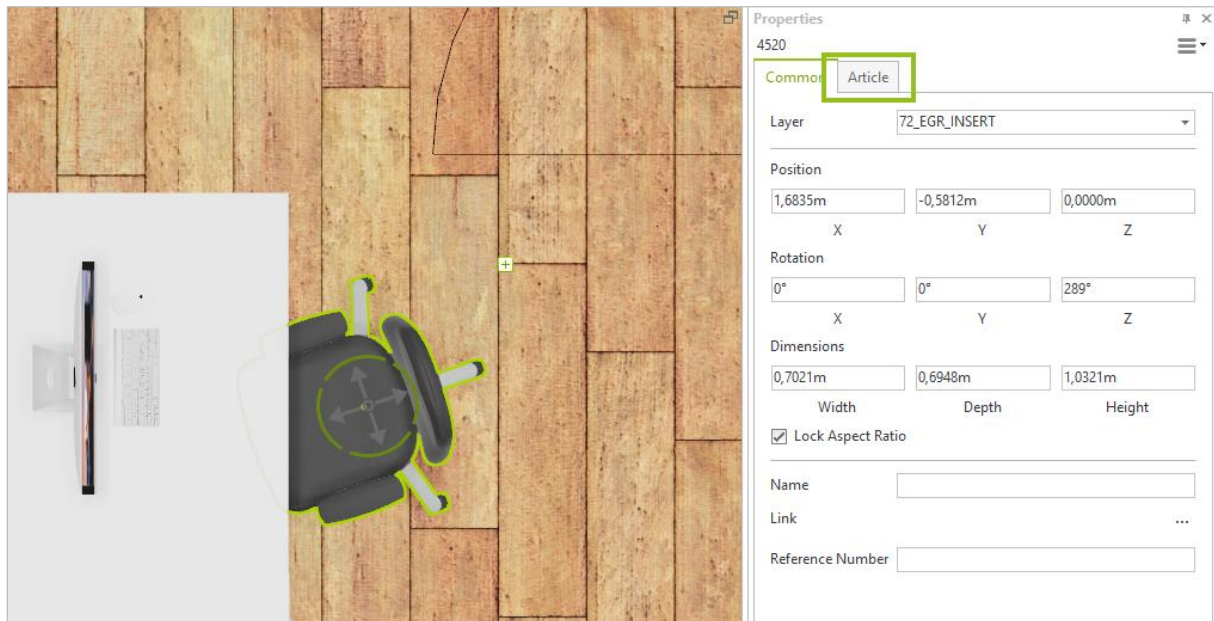 Properties
4520
Common Article
Layer 72_EGR_INSERT
Position
1,6835m -0,5812m 0,0000m
X Y Z
Rotation
0° 0° 289°
X Y Z
Dimensions
0,7021m 0,6948m 1,0321m
Width Depth Height
Lock Aspect Ratio
Name
Link ...
Reference Number